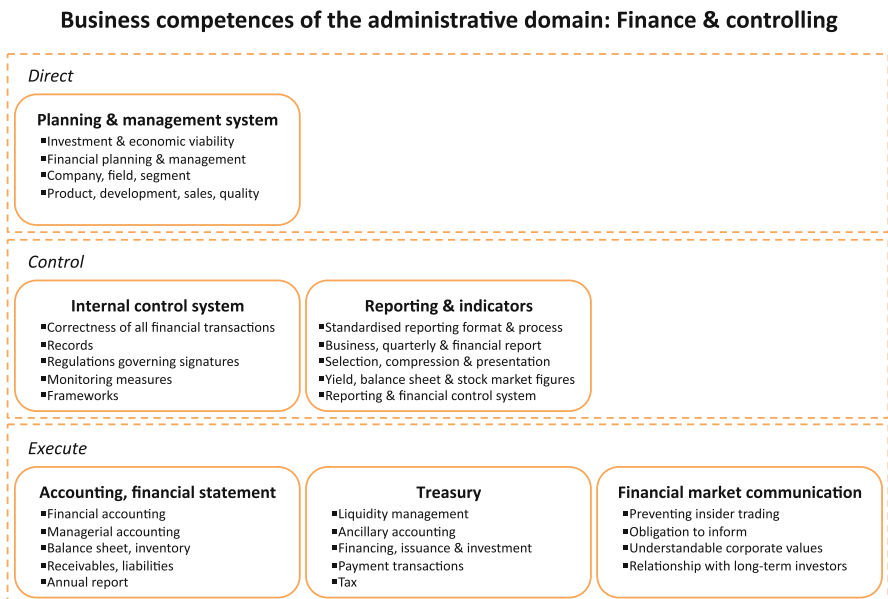 Business competences of the administrative domain: Finance & controlling
Direct
Planning & management system
▪Investment & economic viability
▪Financial planning & management
▪Company, field, segment
▪Product, development, sales, quality
Control
Internal control system
▪Correctness of all financial transactions
▪Records
▪Regulations governing signatures
▪Monitoring measures
▪Frameworks
Reporting & indicators
▪Standardised reporting format & process
▪Business, quarterly & financial report
▪Selection, compression & presentation
▪Yield, balance sheet & stock market figures
▪Reporting & financial control system
Execute
Accounting, financial statement
▪Financial accounting
▪Managerial accounting
▪Balance sheet, inventory
▪Receivables, liabilities
▪Annual report
Treasury
▪Liquidity management
▪Ancillary accounting
▪Financing, issuance & investment
▪Payment transactions
▪Tax
Financial market communication
▪Preventing insider trading
▪Obligation to inform
▪Understandable corporate values
▪Relationship with long-term investors